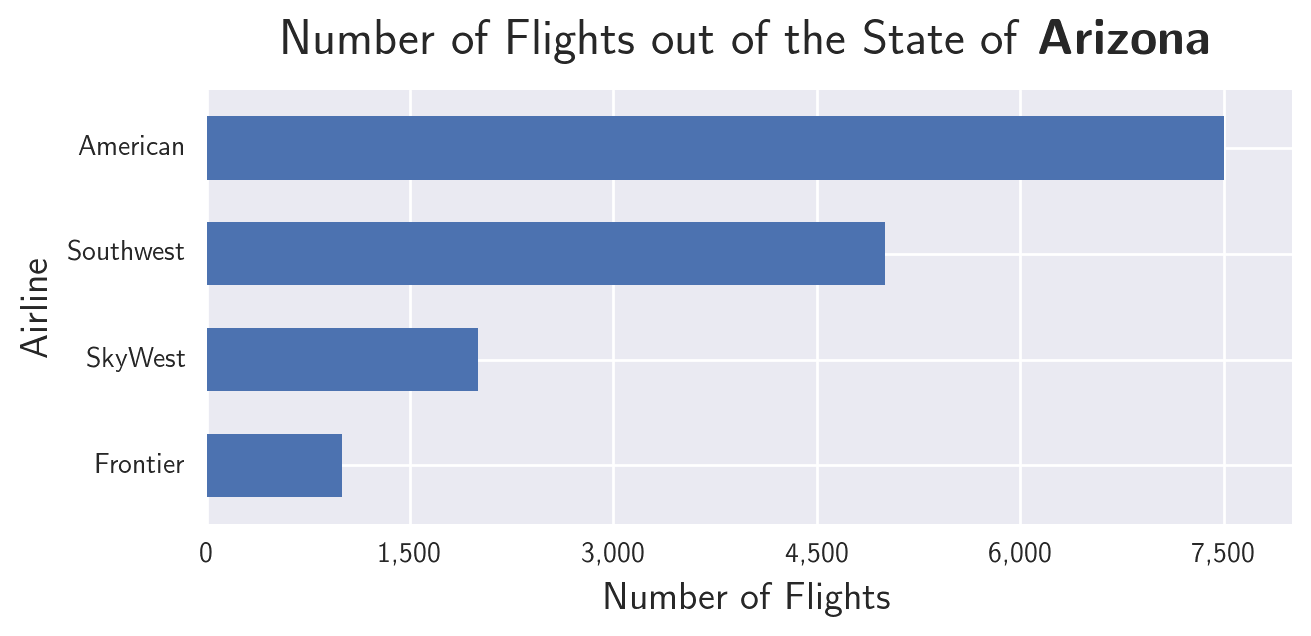 Number of Flights out of the State of Arizona
American
Southwest
SkyWest
Frontier
Airline
0 1,500 3,000 4,500 6,000 7,500
Number of Flights